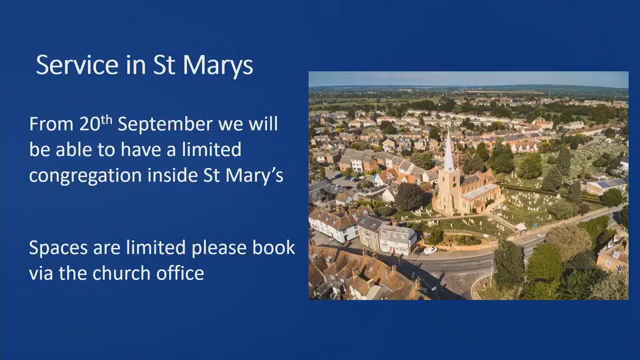 Service in St Marys
From 20th September we will
be able to have a limited
congregation inside St Mary's
Spaces are limited please book
via the church office